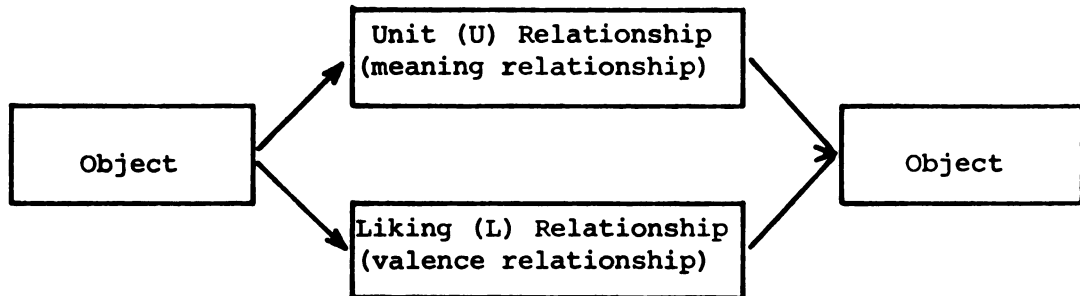 Unit (U) Relationship
(meaning relationship)
Object
Object
Liking (L) Relationship
(valence relationship)